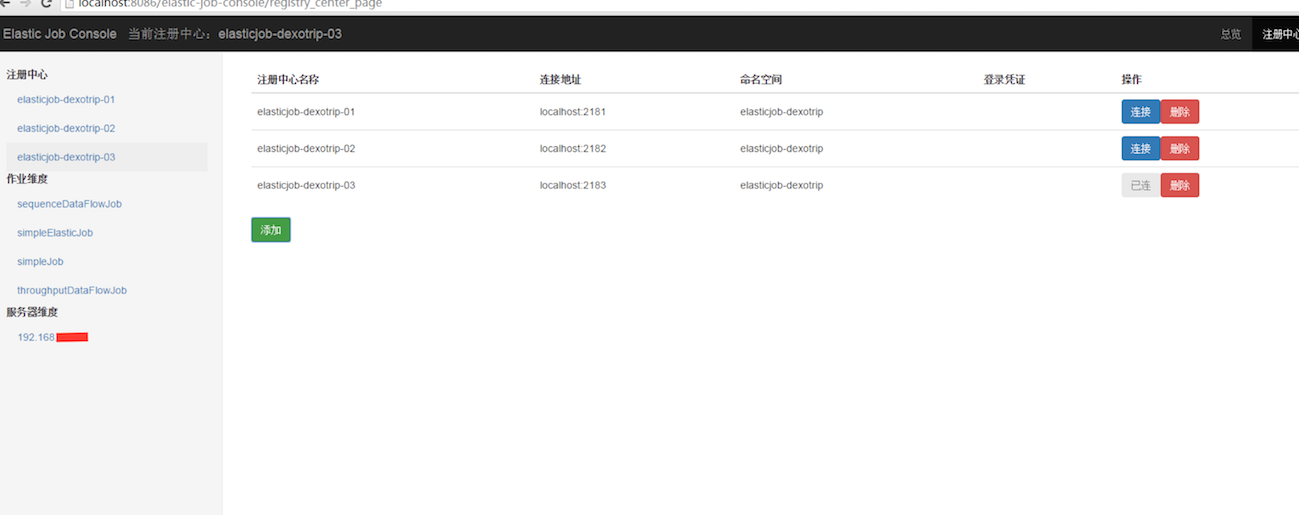 localhost:8086/elastic-job-console/registry_center_page
Elastic Job Console 当前注册中心：elasticjob-dexotrip-03 总览 注册中心
注册中心
elasticjob-dexotrip-01
elasticjob-dexotrip-02
elasticjob-dexotrip-03
作业维度
sequenceDataFlowJob
simpleElasticJob
simpleJob
throughputDataFlowJob
服务器维度
192.168.
注册中心名称 连接地址 命名空间 登录凭证 操作
elasticjob-dexotrip-01 localhost:2181 elasticjob-dexotrip 连接 删除
elasticjob-dexotrip-02 localhost:2182 elasticjob-dexotrip 连接 删除
elasticjob-dexotrip-03 localhost:2183 elasticjob-dexotrip 已连 删除
添加